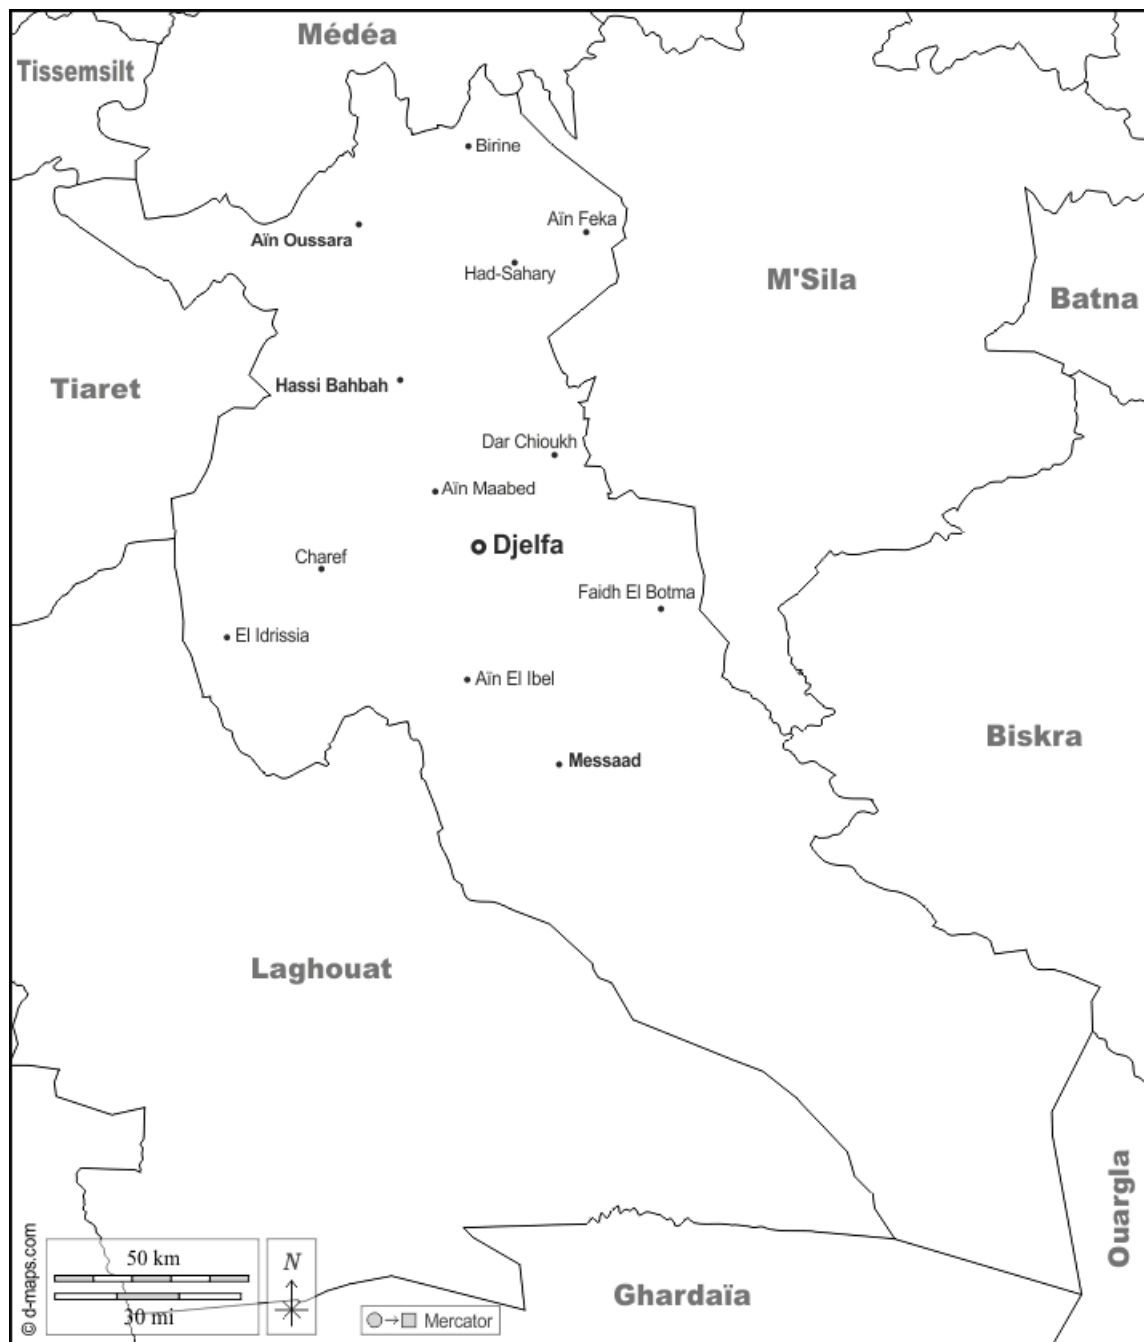 Médéa
Tissemsilt
Birine
Aïn Feka
Aïn Oussara
Had-Sahary
M'Sila
Batna
Tiaret
Hassi Bahbah
Dar Chioukh
Aïn Maabed
Djelfa
Charef
Faidh El Botma
El Idrissia
Aïn El Ibel
Biskra
Messaad
Laghouat
Ouargla
© d-maps.com
50 km
30 mi
N
Mercator
Ghardaïa